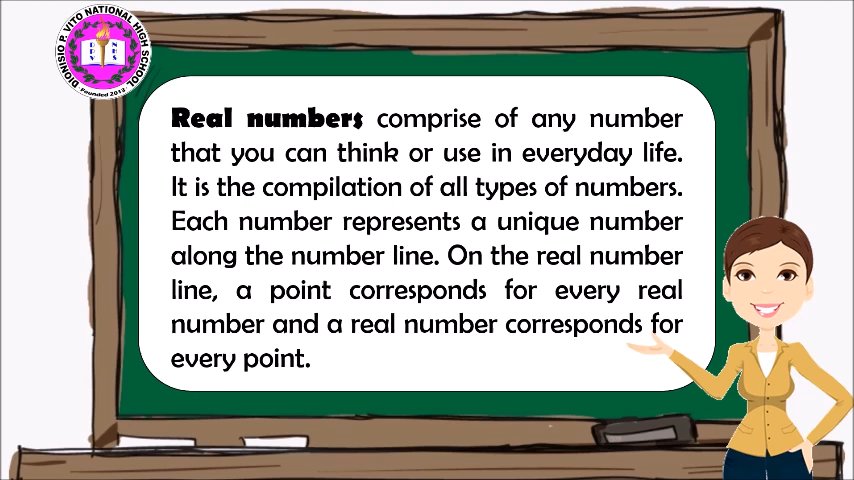 DIONISIO P. VITO NATIONAL HIGH SCHOOL
D P V
N H S
Founded 2013
Real numbers comprise of any number
that you can think or use in everyday life.
It is the compilation of all types of numbers.
Each number represents a unique number
along the number line. On the real number
line, a point corresponds for every real
number and a real number corresponds for
every point.